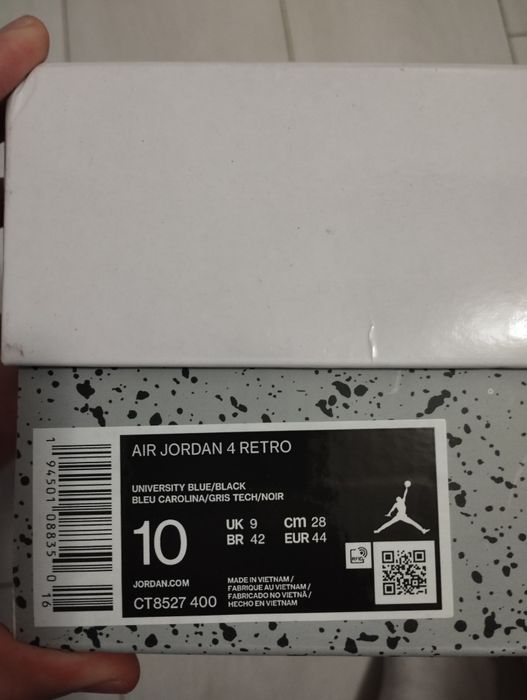 AIR JORDAN 4 RETRO
UNIVERSITY BLUE/BLACK
BLEU CAROLINA/GRIS TECH/NOIR
10
UK 9 cm 28
BR 42 EUR 44
JORDAN.COM
CT8527 400
MADE IN VIETNAM /
FABRIQUE AU VIETNAM /
FABRICADO NO VIETNÃ /
HECHO EN VIETNAM
1 94501 08835 0 16